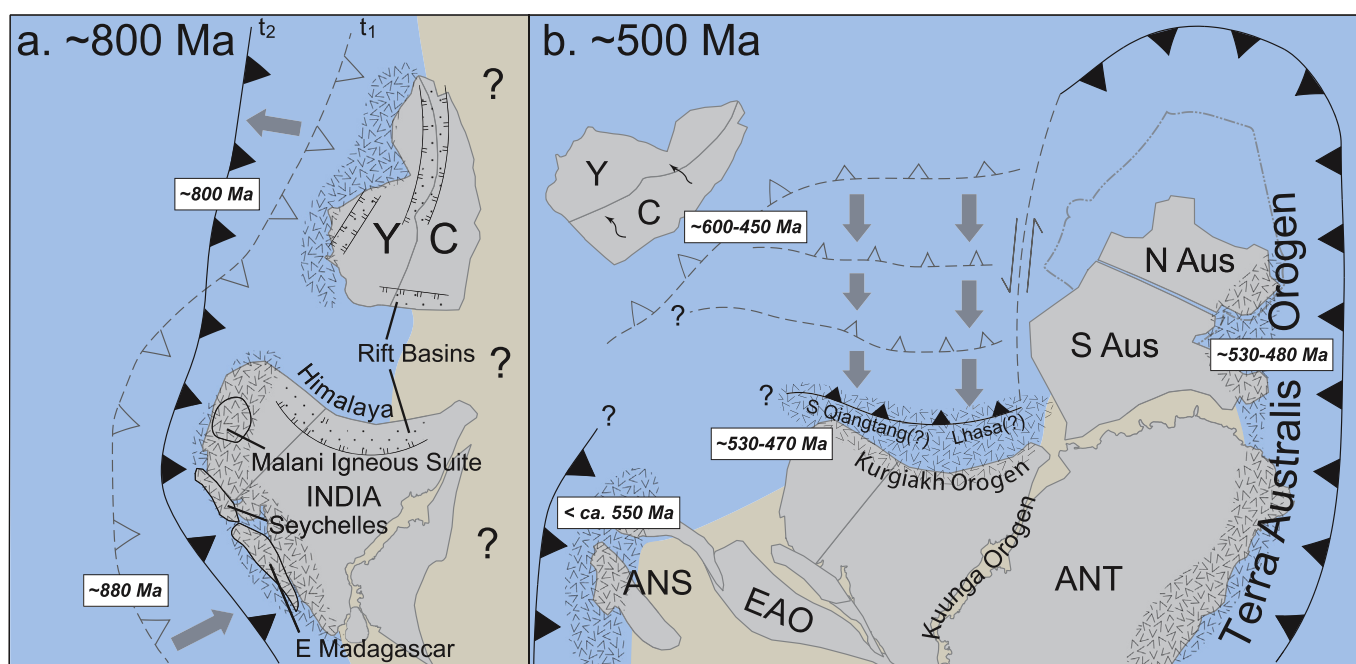 a. ~800 Ma
t2
t1
?
~800 Ma
Y
C
Rift Basins
?
Himalaya
Malani Igneous Suite
INDIA
Seychelles
?
~880 Ma
E Madagascar
b. ~500 Ma
Y
C
~600-450 Ma
N Aus
S Aus
~530-480 Ma
?
?
?
S Qiangtang(?)
Lhasa(?)
~530-470 Ma
Kurgiakh Orogen
< ca. 550 Ma
ANS
EAO
Kuunga Orogen
ANT
Terra Australis Orogen